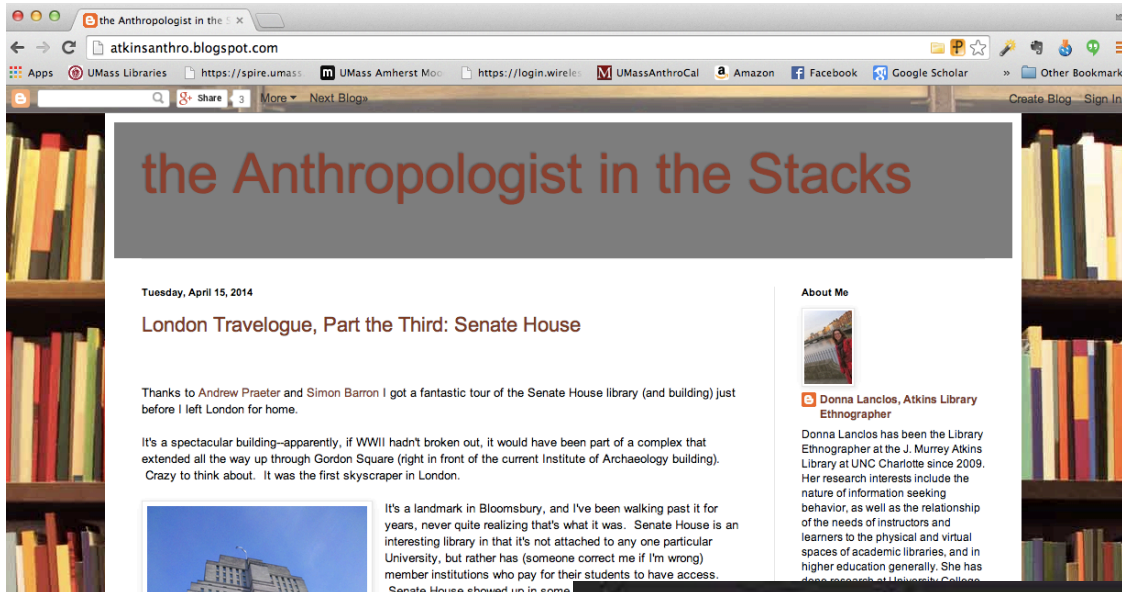 the Anthropologist in the S
atkinsanthro.blogspot.com
Apps UMass Libraries https://spire.umass. UMass Amherst Moo https://login.wireles UMassAnthroCal Amazon Facebook Google Scholar » Other Bookmark
Share 3 More Next Blog» Create Blog Sign In
the Anthropologist in the Stacks
Tuesday, April 15, 2014
London Travelogue, Part the Third: Senate House
Thanks to Andrew Praeter and Simon Barron I got a fantastic tour of the Senate House library (and building) just
before I left London for home.
It's a spectacular building--apparently, if WWII hadn't broken out, it would have been part of a complex that
extended all the way up through Gordon Square (right in front of the current Institute of Archaeology building).
Crazy to think about. It was the first skyscraper in London.
It's a landmark in Bloomsbury, and I've been walking past it for
years, never quite realizing that's what it was. Senate House is an
interesting library in that it's not attached to any one particular
University, but rather has (someone correct me if I'm wrong)
member institutions who pay for their students to have access.
Senate House showed up in some
About Me
Donna Lanclos, Atkins Library
Ethnographer
Donna Lanclos has been the Library
Ethnographer at the J. Murrey Atkins
Library at UNC Charlotte since 2009.
Her research interests include the
nature of information seeking
behavior, as well as the relationship
of the needs of instructors and
learners to the physical and virtual
spaces of academic libraries, and in
higher education generally. She has
done research at University College